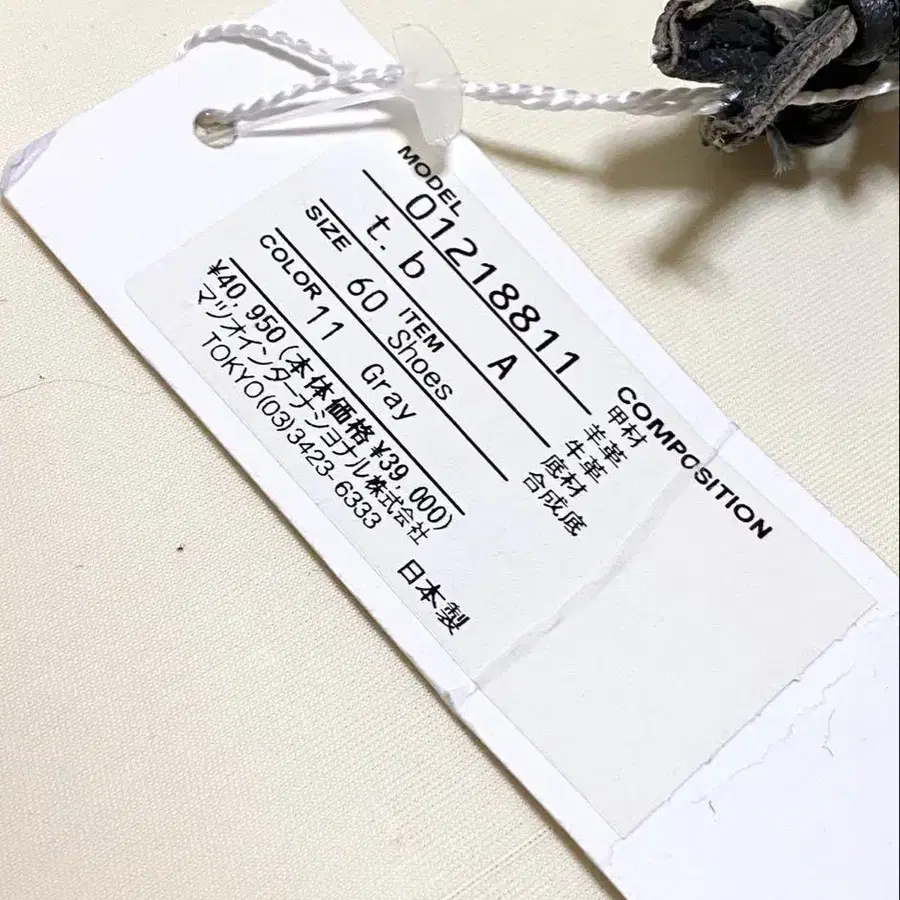 MODEL
01218811
t. b A
SIZE ITEM
60 Shoes
COLOR
11 Gray
¥40,950(本体価格¥39,000)
マツオインターナショナル株式会社
TOKYO(03)3423-6333
日本製
COMPOSITION
甲材
羊革
牛革
底材
合成底